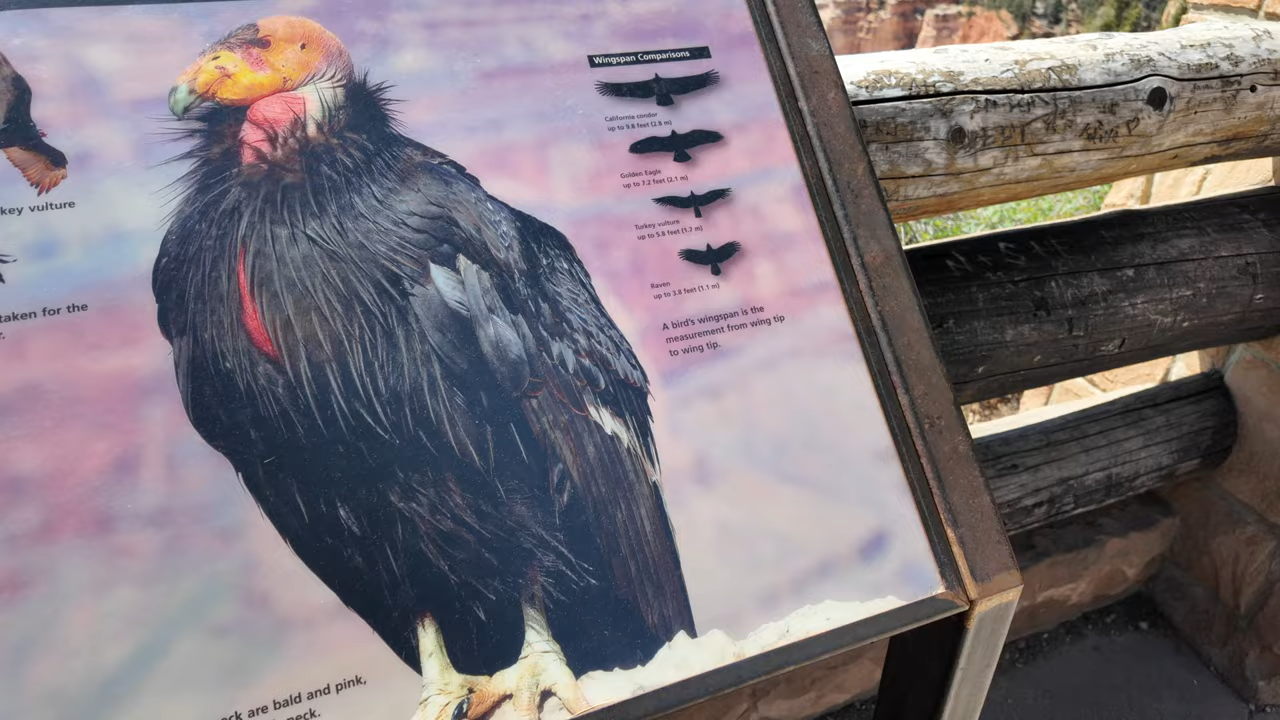 key vulture
taken for the
r.
Wingspan Comparisons
California condor
up to 9.8 feet (2.8 m)
Golden Eagle
up to 7.2 feet (2.1 m)
Turkey vulture
up to 5.8 feet (1.7 m)
Raven
up to 3.8 feet (1.1 m)
A bird's wingspan is the
measurement from wing tip
to wing tip.
ck are bald and pink,
neck.